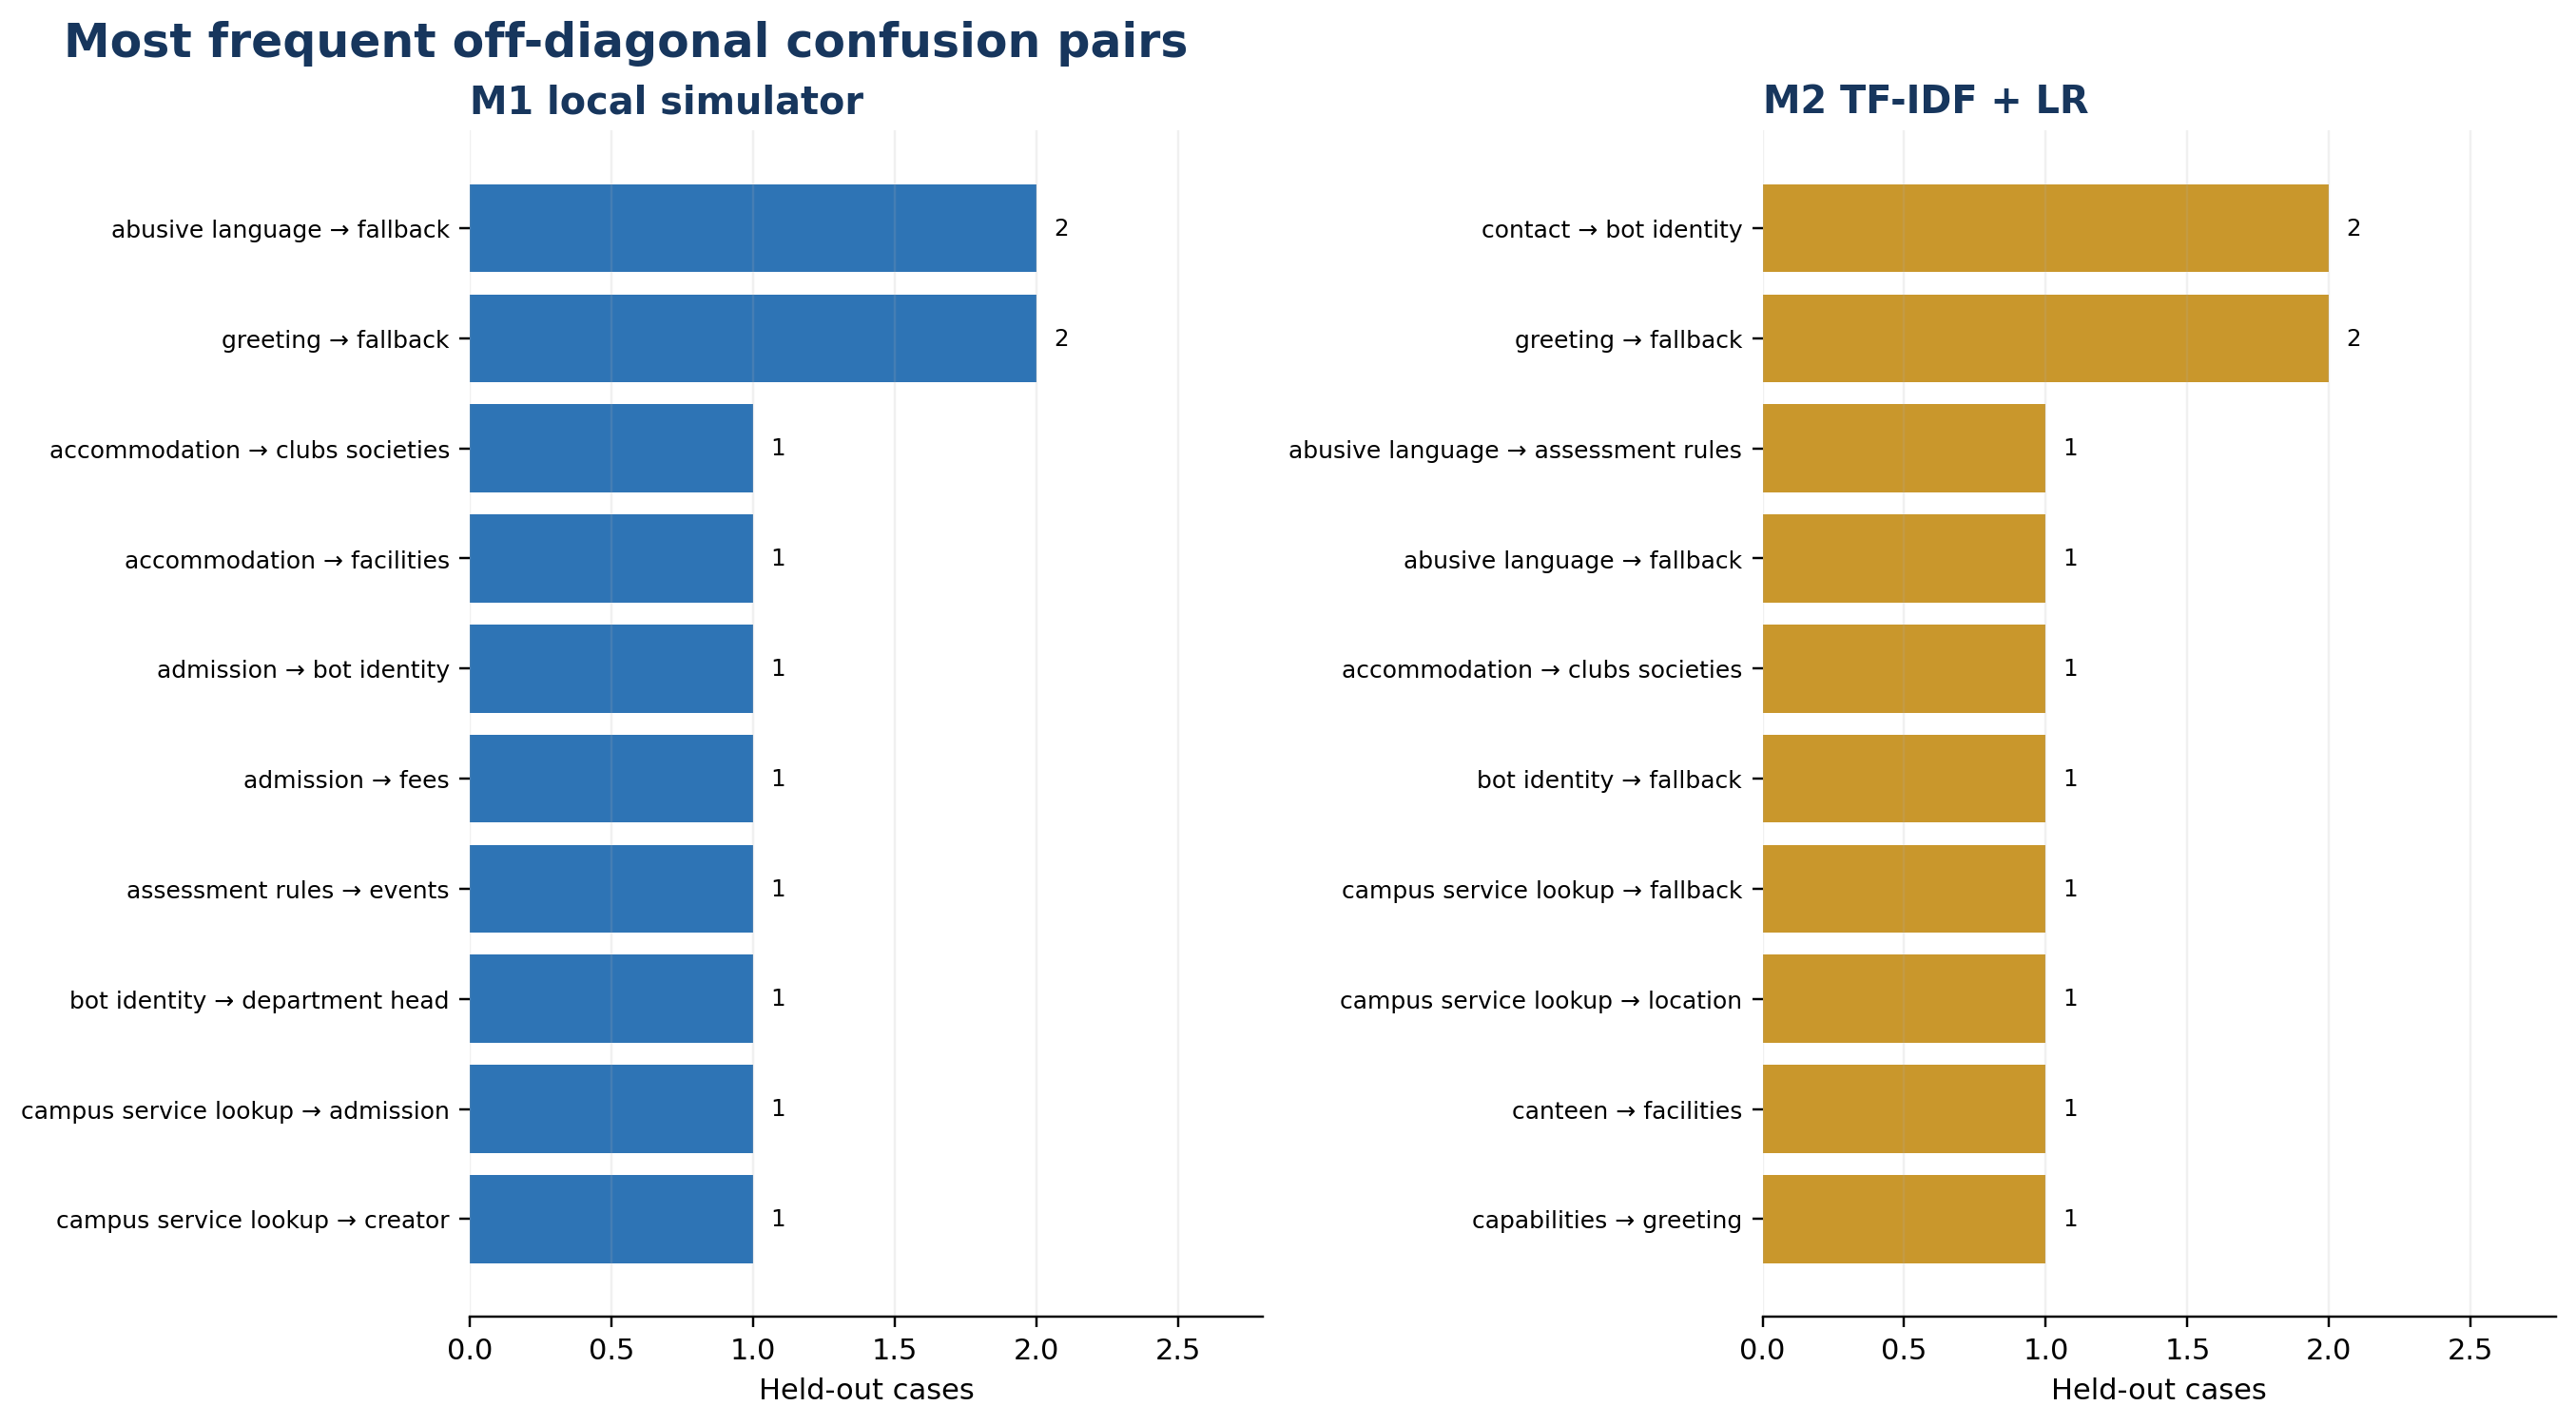 Most frequent off-diagonal confusion pairs
M1 local simulator
abusive language → fallback 2
greeting → fallback 2
accommodation → clubs societies 1
accommodation → facilities 1
admission → bot identity 1
admission → fees 1
assessment rules → events 1
bot identity → department head 1
campus service lookup → admission 1
campus service lookup → creator 1
0.0 0.5 1.0 1.5 2.0 2.5
Held-out cases
M2 TF-IDF + LR
contact → bot identity 2
greeting → fallback 2
abusive language → assessment rules 1
abusive language → fallback 1
accommodation → clubs societies 1
bot identity → fallback 1
campus service lookup → fallback 1
campus service lookup → location 1
canteen → facilities 1
capabilities → greeting 1
0.0 0.5 1.0 1.5 2.0 2.5
Held-out cases